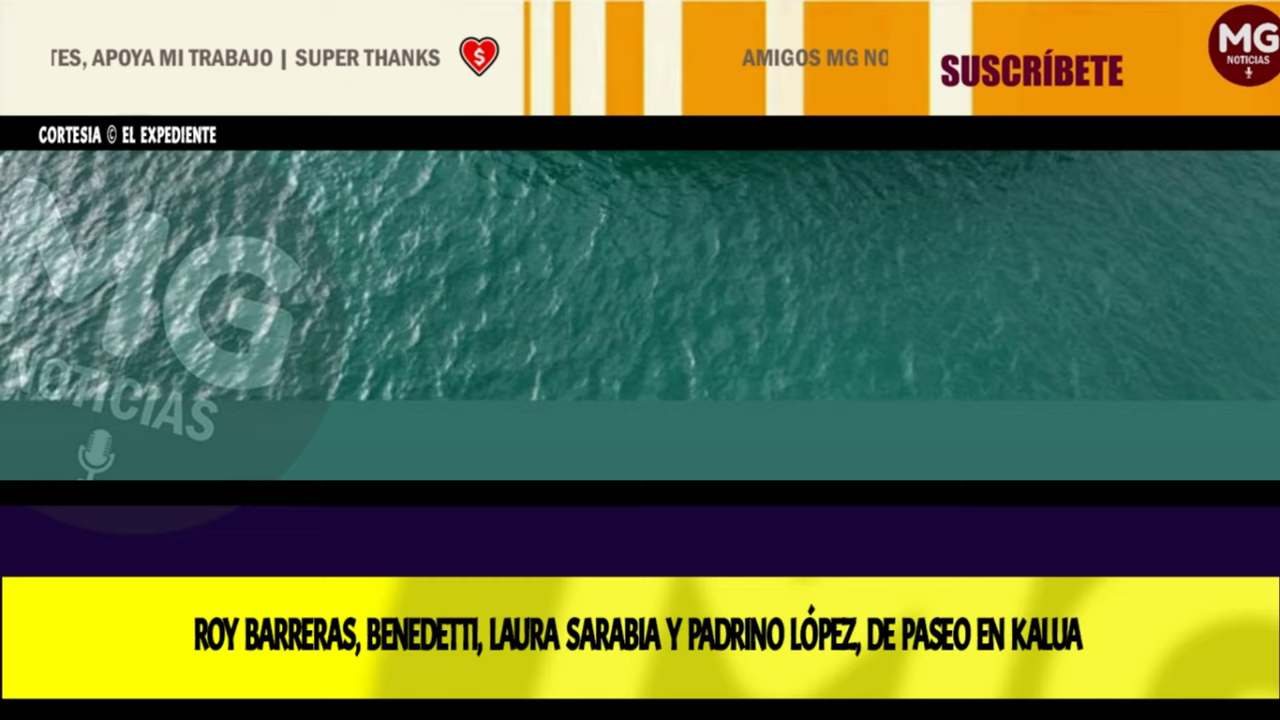 TES, APOYA MI TRABAJO | SUPER THANKS
$
AMIGOS MG NO
SUSCRÍBETE
MG
NOTICIAS
CORTESIA © EL EXPEDIENTE
MG
NOTICIAS
ROY BARRERAS, BENEDETTI, LAURA SARABIA Y PADRINO LÓPEZ, DE PASEO EN KALUA